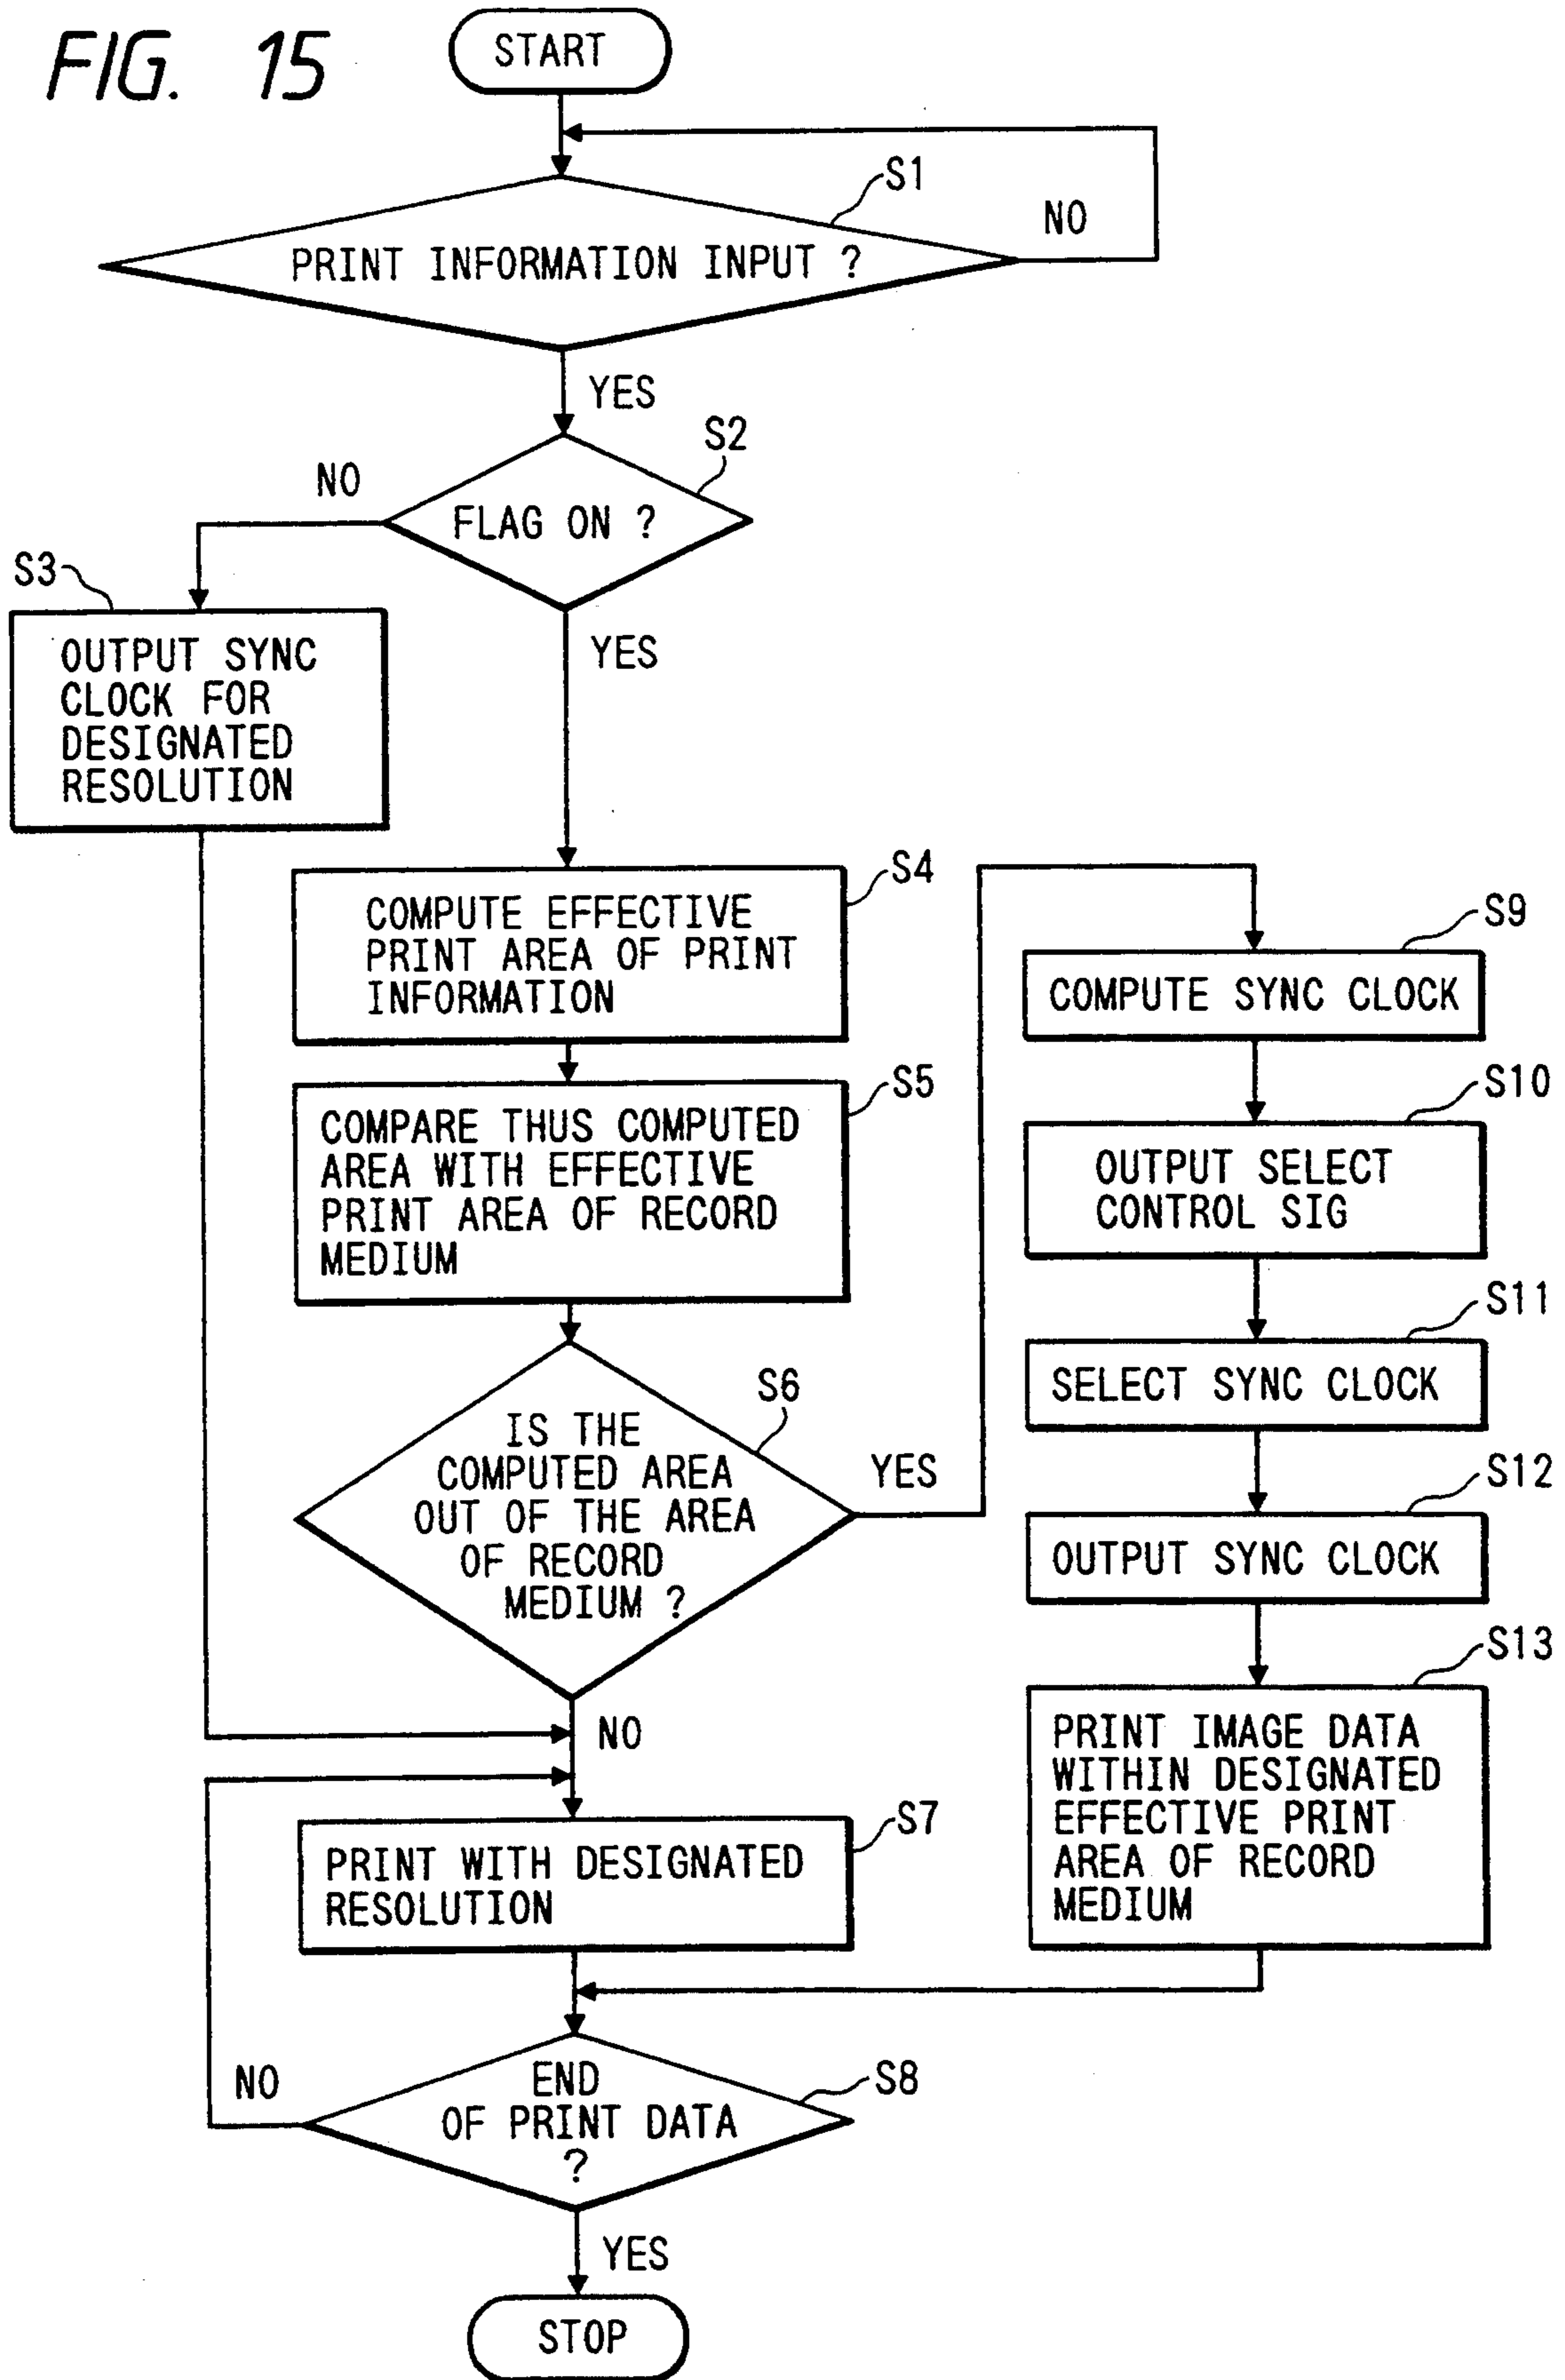 FIG. 15
START
S1
NO
PRINT INFORMATION INPUT ?
YES
S2
NO
FLAG ON ?
S3
YES
OUTPUT SYNC
CLOCK FOR
DESIGNATED
RESOLUTION
S4
COMPUTE EFFECTIVE
PRINT AREA OF PRINT
INFORMATION
S5
COMPARE THUS COMPUTED
AREA WITH EFFECTIVE
PRINT AREA OF RECORD
MEDIUM
S6
IS THE
COMPUTED AREA
OUT OF THE AREA
OF RECORD
MEDIUM ?
YES
NO
S9
COMPUTE SYNC CLOCK
S10
OUTPUT SELECT
CONTROL SIG
S11
SELECT SYNC CLOCK
S12
OUTPUT SYNC CLOCK
S13
PRINT IMAGE DATA
WITHIN DESIGNATED
EFFECTIVE PRINT
AREA OF RECORD
MEDIUM
S7
PRINT WITH DESIGNATED
RESOLUTION
S8
NO
END
OF PRINT DATA
?
YES
STOP